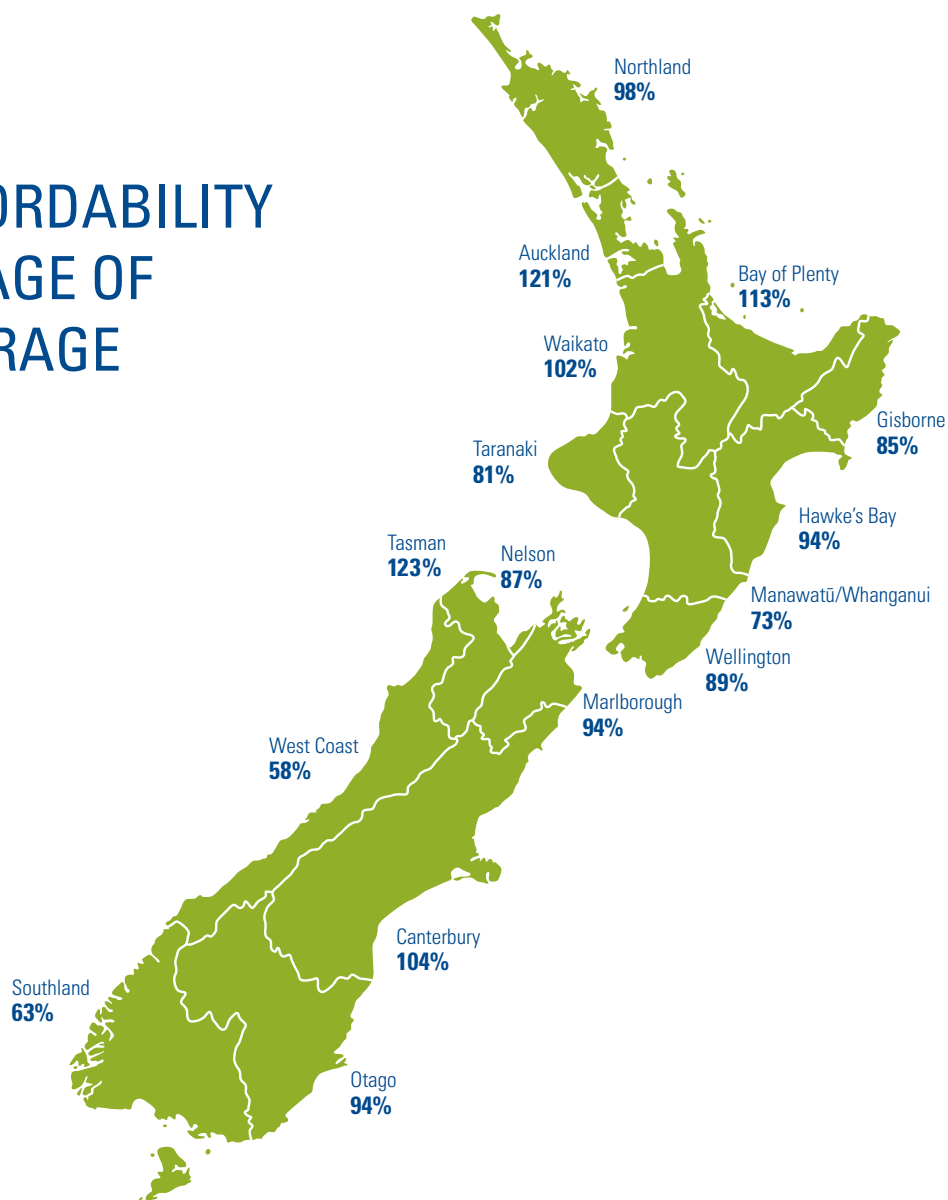 ORDABILITY
AGE OF
RAGE
Northland
98%
Auckland
121%
Bay of Plenty
113%
Waikato
102%
Gisborne
85%
Taranaki
81%
Hawke's Bay
94%
Tasman
123%
Nelson
87%
Manawatū/Whanganui
73%
Wellington
89%
Marlborough
94%
West Coast
58%
Canterbury
104%
Southland
63%
Otago
94%